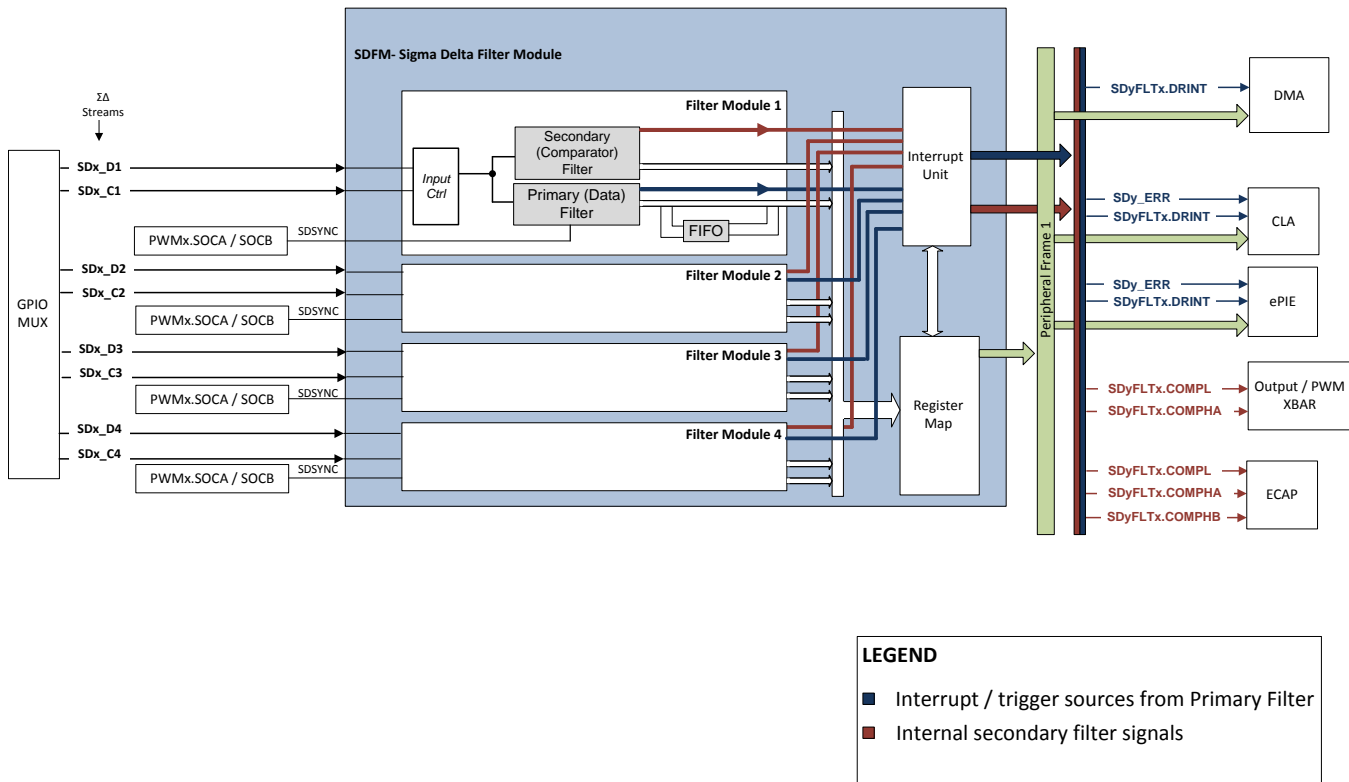 SDFM- Sigma Delta Filter Module
ΣΔ
Streams
GPIO
MUX
SDx_D1
SDx_C1
PWMx.SOCA / SOCB
SDSYNC
SDx_D2
SDx_C2
PWMx.SOCA / SOCB
SDSYNC
SDx_D3
SDx_C3
PWMx.SOCA / SOCB
SDSYNC
SDx_D4
SDx_C4
PWMx.SOCA / SOCB
SDSYNC
Filter Module 1
Input
Ctrl
Secondary
(Comparator)
Filter
Primary (Data)
Filter
FIFO
Filter Module 2
Filter Module 3
Filter Module 4
Interrupt
Unit
Register
Map
Peripheral Frame 1
SDyFLTx.DRINT
DMA
SDy_ERR
SDyFLTx.DRINT
CLA
SDy_ERR
SDyFLTx.DRINT
ePIE
SDyFLTx.COMPL
SDyFLTx.COMPHA
Output / PWM
XBAR
SDyFLTx.COMPL
SDyFLTx.COMPHA
SDyFLTx.COMPHB
ECAP
LEGEND
Interrupt / trigger sources from Primary Filter
Internal secondary filter signals